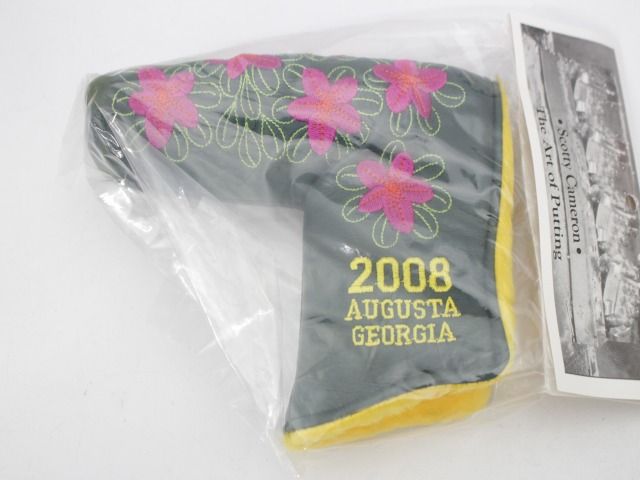 2008
AUGUSTA
GEORGIA
• Scotty Cameron •
The Art of Putting